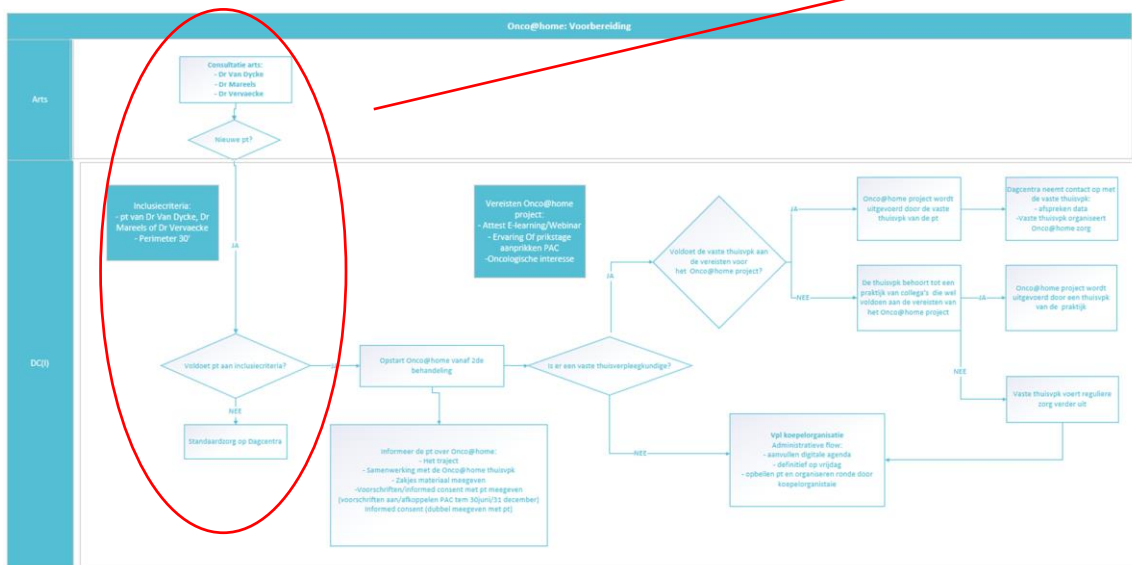 Onco@home: Voorbereiding
Arts
Consultatie arts:
- Dr Van Dycke
- Dr Mareels
- Dr Vervaecke
Nieuwe pt?
DC(I)
Inclusiecriteria:
- pt van Dr Van Dycke, Dr
Mareels of Dr Vervaecke
- Perimeter 30'
JA
Voldoet pt aan inclusiecriteria?
NEE
Standaardzorg op Dagcentra
JA
Opstart Onco@home vanaf 2de
behandeling
Informeer de pt over Onco@home:
- Het traject
- Samenwerking met de Onco@home thuisvpk
- Zakjes materiaal meegeven
-Voorschriften/informed consent met pt meegeven
(voorschriften aan/afkoppelen PAC tem 30juni/31 december)
Informed consent (dubbel meegeven met pt)
Vereisten Onco@home
project:
- Attest E-learning/Webinar
- Ervaring Of prikstage
aanprikken PAC
-Oncologische interesse
Is er een vaste thuisverpleegkundige?
JA
NEE
Voldoet de vaste thuisvpk aan
de vereisten voor
het Onco@home project?
JA
Onco@home project wordt
uitgevoerd door de vaste
thuisvpk van de pt
Dagcentra neemt contact op met
de vaste thuisvpk:
- afspreken data
-Vaste thuisvpk organiseert
Onco@home zorg
NEE
De thuisvpk behoort tot een
praktijk van collega's die wel
voldoen aan de vereisten van
het Onco@home project
JA
Onco@home project wordt
uitgevoerd door een thuisvpk
van de praktijk
NEE
Vaste thuisvpk voert reguliere
zorg verder uit
Vpl koepelorganisatie
Administratieve flow:
- aanvullen digitale agenda
- definitief op vrijdag
- opbellen pt en organiseren ronde door
koepelorganistaie